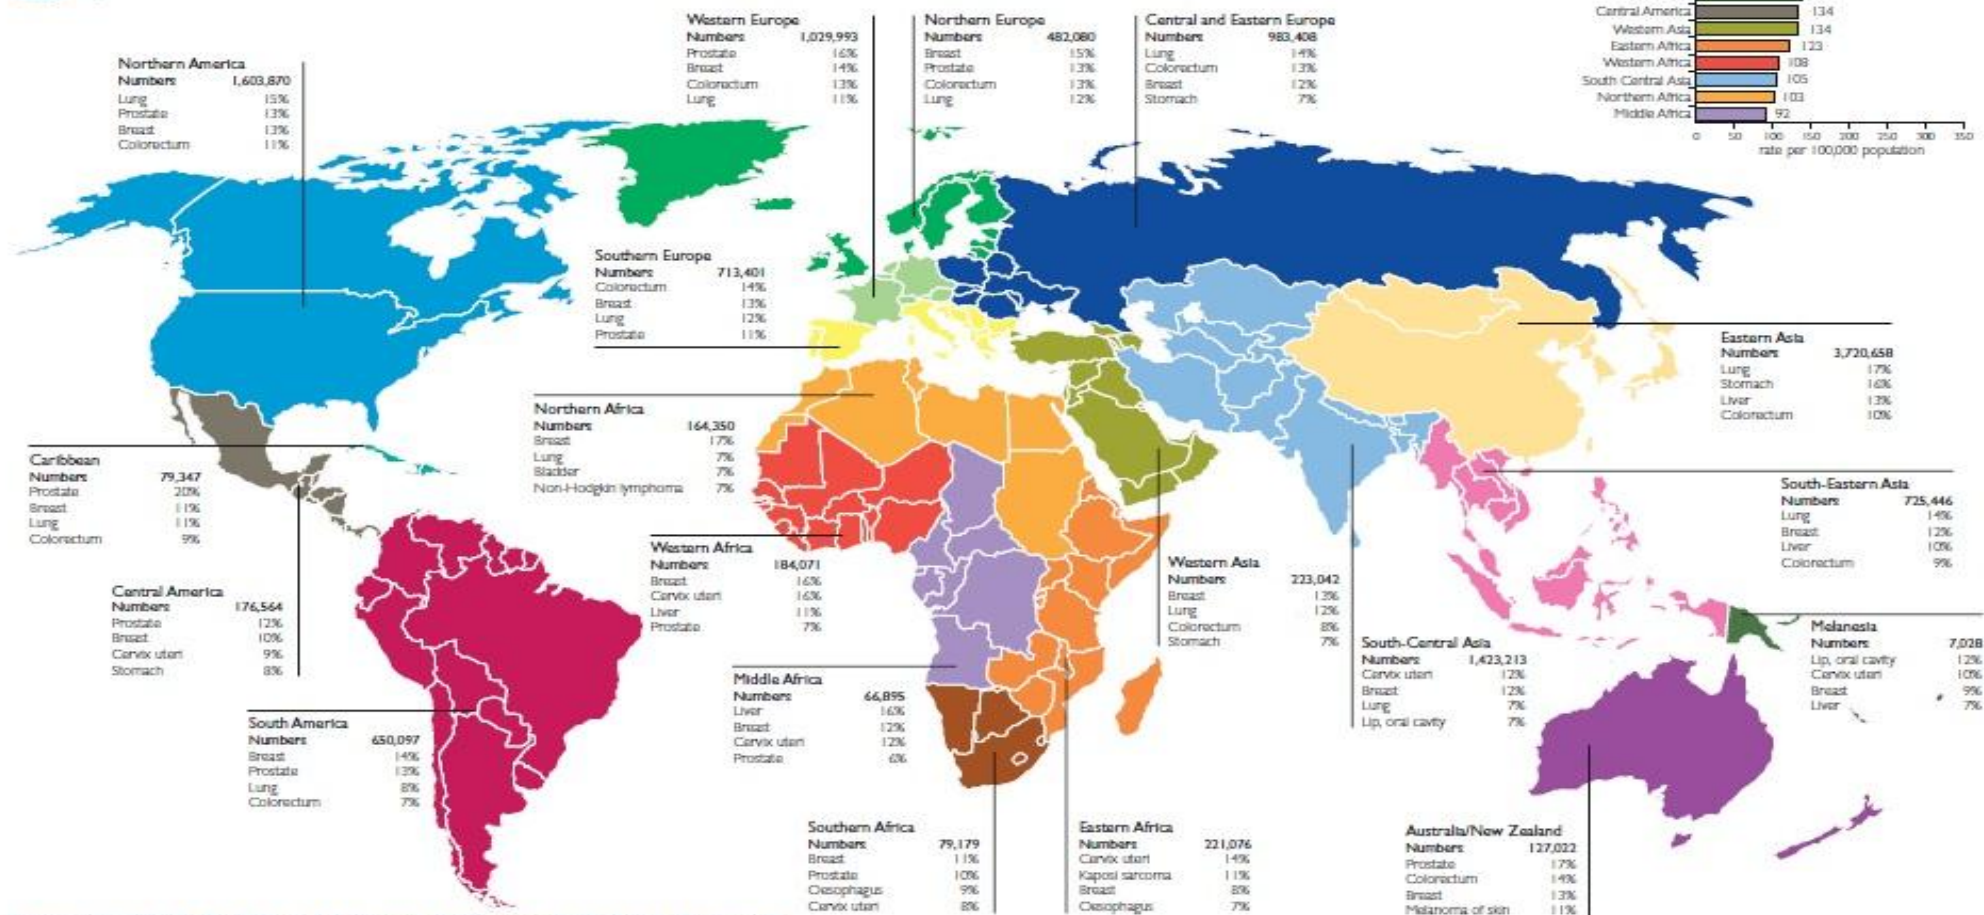 Western Europe
Numbers 1,029,993
Prostate 16%
Breast 14%
Colorectum 13%
Lung 11%
Northern Europe
Numbers 482,080
Breast 15%
Prostate 13%
Colorectum 13%
Lung 12%
Central and Eastern Europe
Numbers 983,408
Lung 14%
Colorectum 13%
Breast 12%
Stomach 7%
Central America 134
Western Asia 134
Eastern Africa 123
Western Africa 108
South Central Asia 105
Northern Africa 103
Middle Africa 92
0 50 100 150 200 250 300 350
rate per 100,000 population
Northern America
Numbers 1,603,870
Lung 15%
Prostate 13%
Breast 13%
Colorectum 11%
Southern Europe
Numbers 713,401
Colorectum 14%
Breast 13%
Lung 12%
Prostate 11%
Eastern Asia
Numbers 3,720,658
Lung 17%
Stomach 16%
Liver 13%
Colorectum 10%
Northern Africa
Numbers 164,350
Breast 17%
Lung 7%
Bladder 7%
Non-Hodgkin lymphoma 7%
Caribbean
Numbers 79,347
Prostate 20%
Breast 11%
Lung 11%
Colorectum 9%
South-Eastern Asia
Numbers 725,446
Lung 14%
Breast 12%
Liver 10%
Colorectum 9%
Western Africa
Numbers 184,071
Breast 16%
Cervix uteri 16%
Liver 11%
Prostate 7%
Western Asia
Numbers 223,042
Breast 13%
Lung 12%
Colorectum 8%
Stomach 7%
Central America
Numbers 176,564
Prostate 12%
Breast 10%
Cervix uteri 9%
Stomach 8%
South-Central Asia
Numbers 1,423,213
Cervix uteri 12%
Breast 12%
Lung 7%
Lip, oral cavity 7%
Melanesia
Numbers 7,028
Lip, oral cavity 12%
Cervix uteri 10%
Breast 9%
Liver 7%
Middle Africa
Numbers 66,895
Liver 16%
Breast 12%
Cervix uteri 12%
Prostate 6%
South America
Numbers 650,097
Breast 14%
Prostate 13%
Lung 8%
Colorectum 7%
Southern Africa
Numbers 79,179
Breast 11%
Prostate 10%
Oesophagus 9%
Cervix uteri 8%
Eastern Africa
Numbers 221,076
Cervix uteri 14%
Kaposi sarcoma 11%
Breast 8%
Oesophagus 7%
Australia/New Zealand
Numbers 127,022
Prostate 17%
Colorectum 14%
Breast 13%
Melanoma of skin 11%